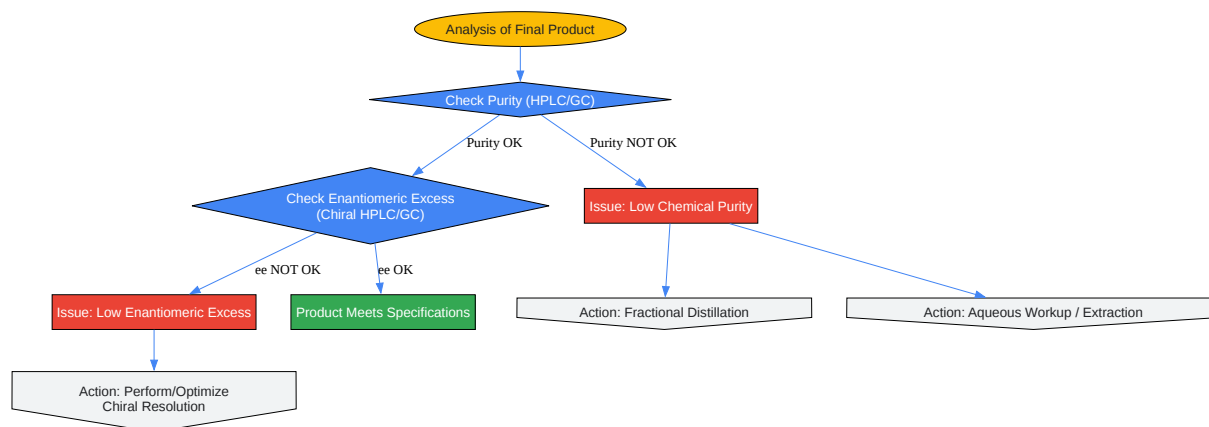 Analysis of Final Product
Check Purity (HPLC/GC)
Purity OK
Purity NOT OK
Check Enantiomeric Excess
(Chiral HPLC/GC)
Issue: Low Chemical Purity
ee NOT OK
ee OK
Issue: Low Enantiomeric Excess
Product Meets Specifications
Action: Fractional Distillation
Action: Aqueous Workup / Extraction
Action: Perform/Optimize
Chiral Resolution